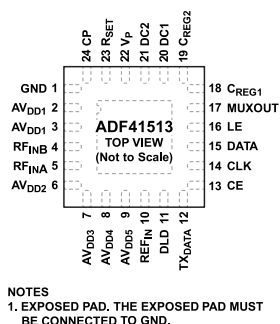 24 CP
23 RSET
22 VP
21 DC2
20 DC1
19 CREG2
GND 1
AVDD1 2
AVDD1 3
RFINB 4
RFINA 5
AVDD2 6
ADF41513
TOP VIEW
(Not to Scale)
18 CREG1
17 MUXOUT
16 LE
15 DATA
14 CLK
13 CE
AVDD3 7
AVDD4 8
AVDD5 9
REFIN 10
DLD 11
TXDATA 12
NOTES
1. EXPOSED PAD. THE EXPOSED PAD MUST
BE CONNECTED TO GND.